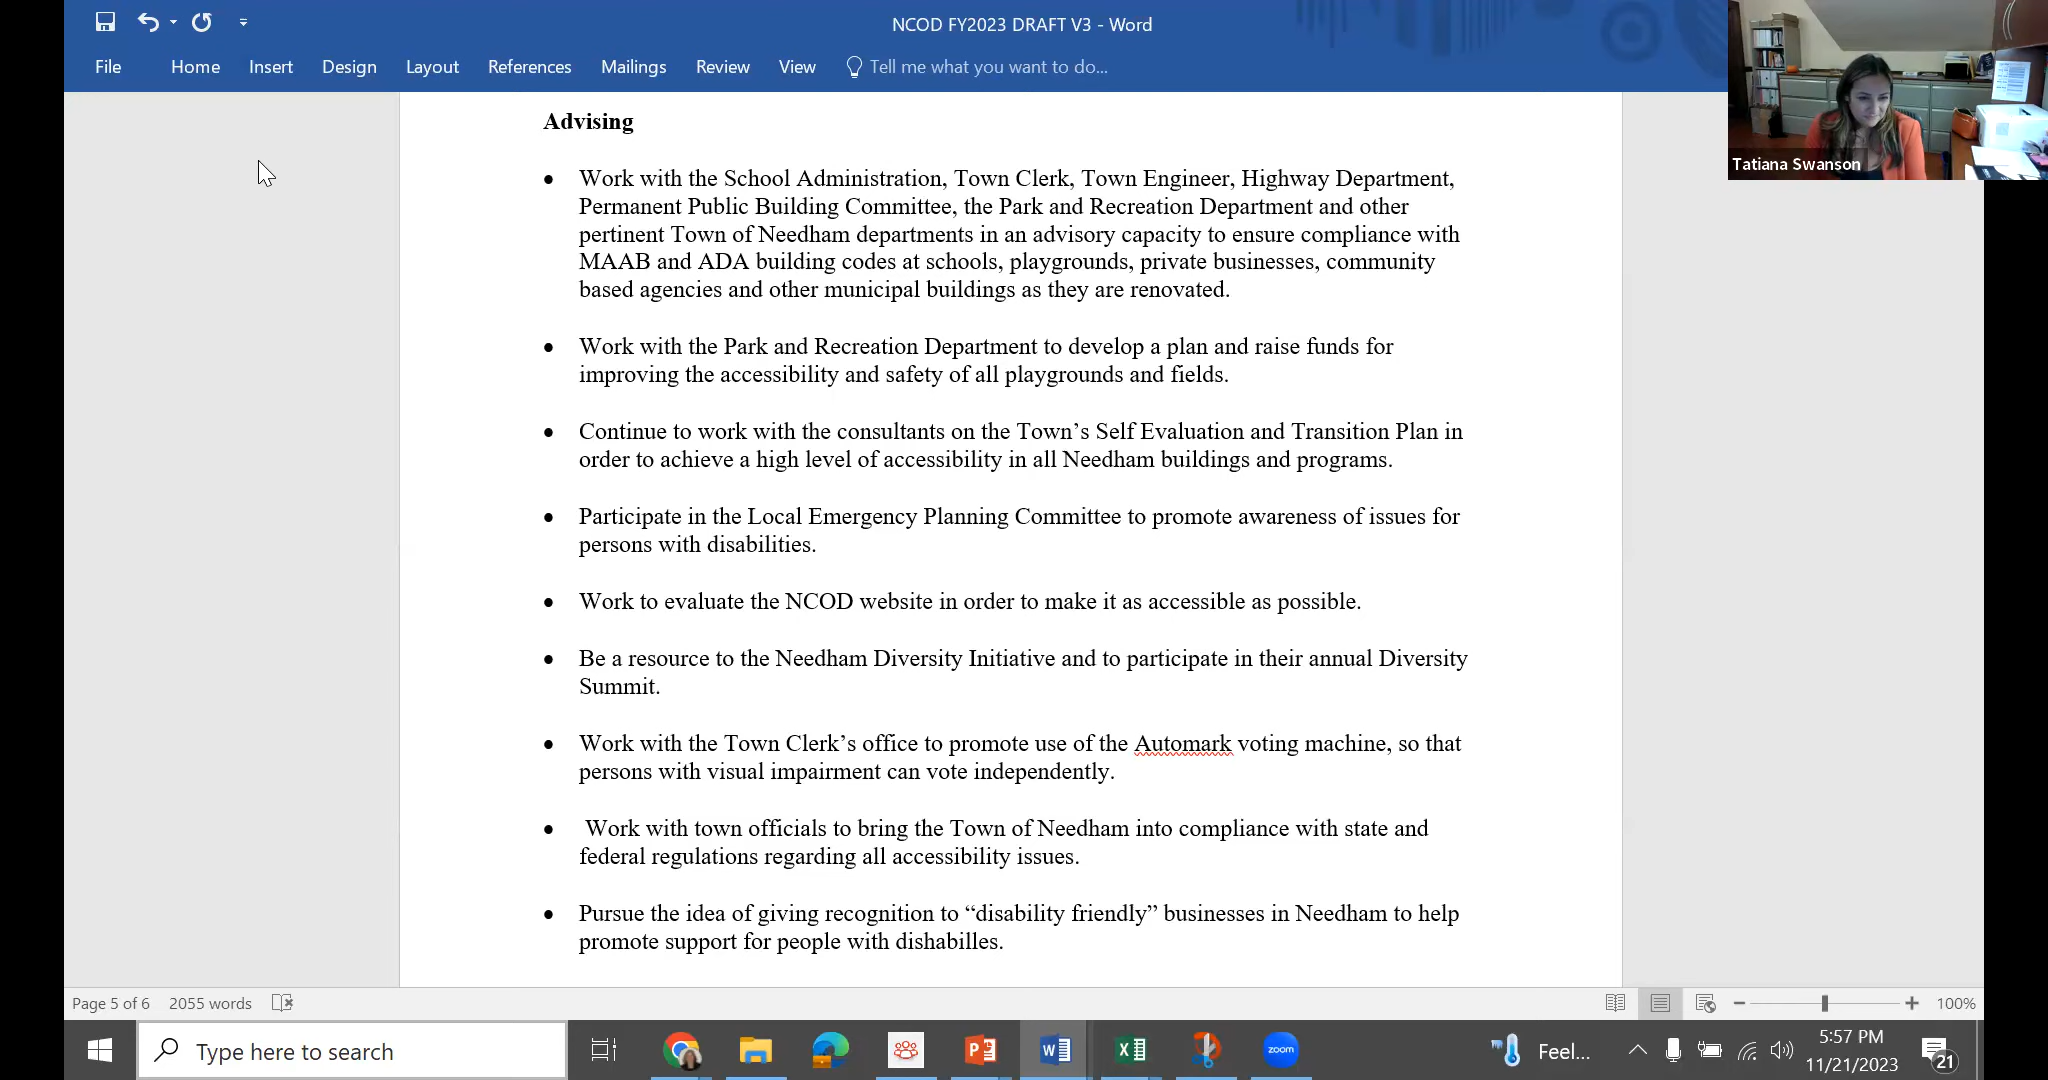 NCOD FY2023 DRAFT V3 - Word
File Home Insert Design Layout References Mailings Review View Tell me what you want to do...
Tatiana Swanson
Advising
• Work with the School Administration, Town Clerk, Town Engineer, Highway Department,
Permanent Public Building Committee, the Park and Recreation Department and other
pertinent Town of Needham departments in an advisory capacity to ensure compliance with
MAAB and ADA building codes at schools, playgrounds, private businesses, community
based agencies and other municipal buildings as they are renovated.
• Work with the Park and Recreation Department to develop a plan and raise funds for
improving the accessibility and safety of all playgrounds and fields.
• Continue to work with the consultants on the Town’s Self Evaluation and Transition Plan in
order to achieve a high level of accessibility in all Needham buildings and programs.
• Participate in the Local Emergency Planning Committee to promote awareness of issues for
persons with disabilities.
• Work to evaluate the NCOD website in order to make it as accessible as possible.
• Be a resource to the Needham Diversity Initiative and to participate in their annual Diversity
Summit.
• Work with the Town Clerk’s office to promote use of the Automark voting machine, so that
persons with visual impairment can vote independently.
• Work with town officials to bring the Town of Needham into compliance with state and
federal regulations regarding all accessibility issues.
• Pursue the idea of giving recognition to “disability friendly” businesses in Needham to help
promote support for people with dishabilles.
Page 5 of 6 2055 words 100%
Type here to search
zoom
Feel...
5:57 PM
11/21/2023
21